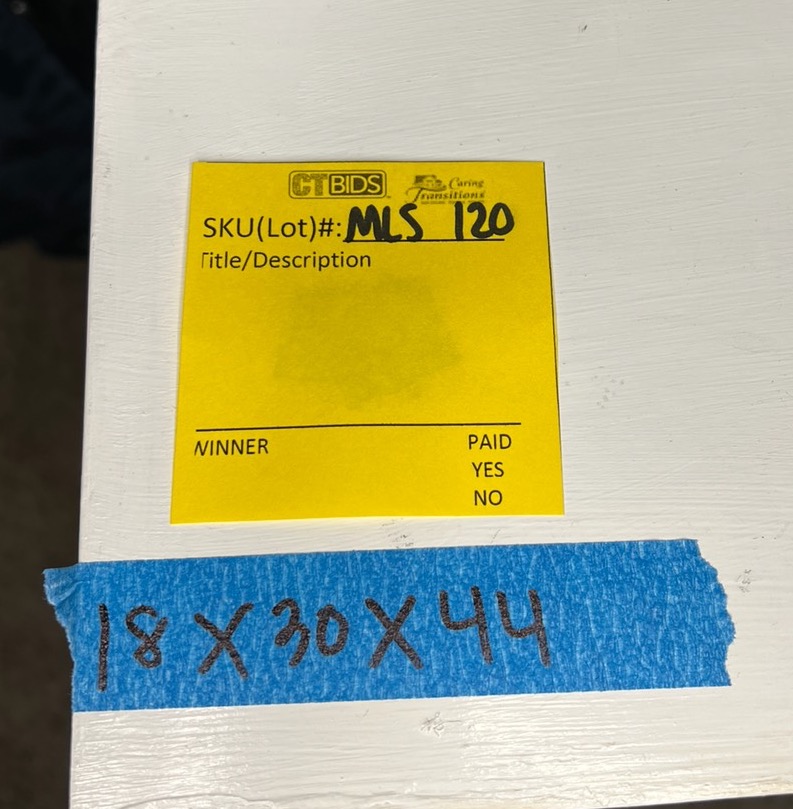 CTBIDS
Caring
Transitions
SKU(Lot)#: MLS 120
Title/Description
WINNER
PAID
YES
NO
18 X 30 X 44